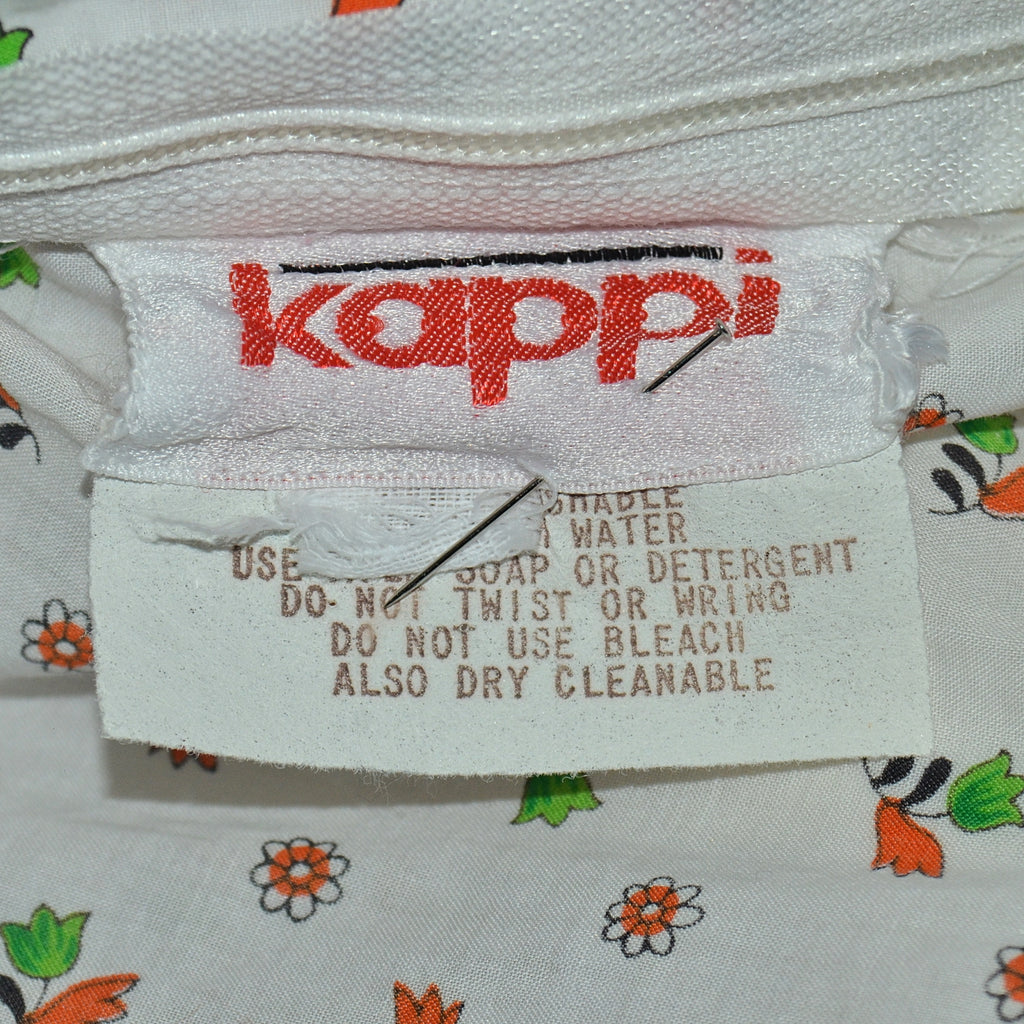 kappi
WATER
USE SOAP OR DETERGENT
DO NOT TWIST OR WRING
DO NOT USE BLEACH
ALSO DRY CLEANABLE